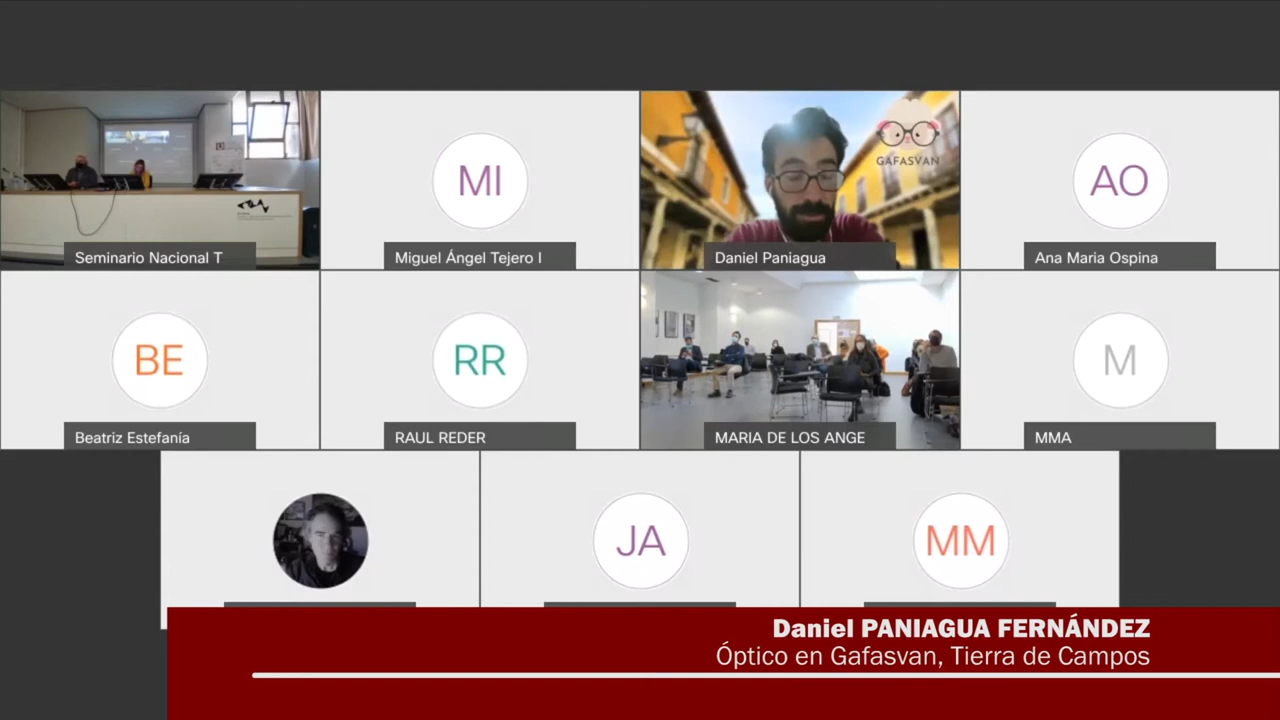 Seminario Nacional T
MI
Miguel Ángel Tejero I
GAFASVAN
Daniel Paniagua
AO
Ana Maria Ospina
BE
Beatriz Estefanía
RR
RAUL REDER
MARIA DE LOS ANGE
M
MMA
JA
MM
Daniel PANIAGUA FERNÁNDEZ
Óptico en Gafasvan, Tierra de Campos